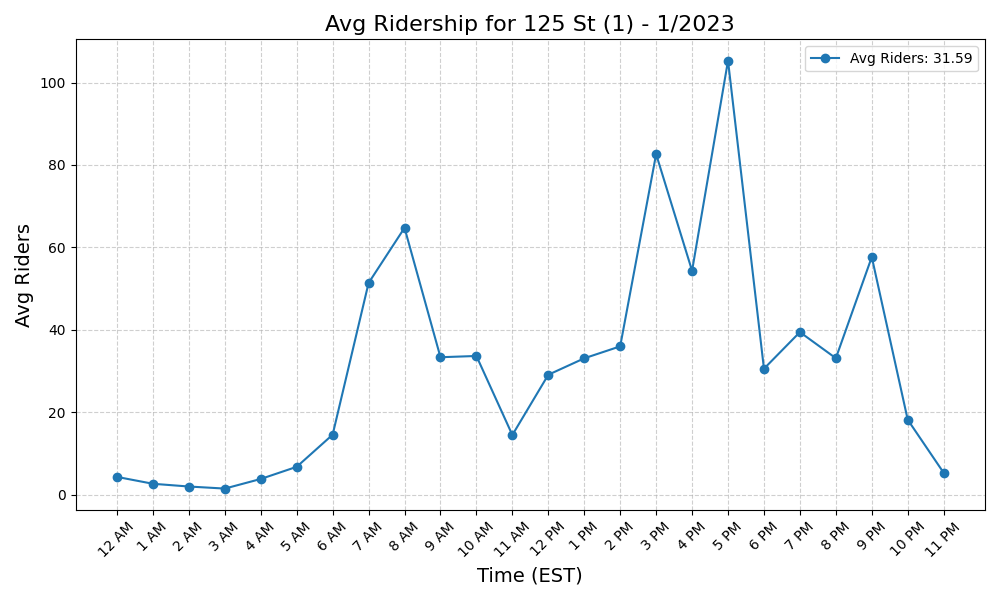 Avg Ridership for 125 St (1) - 1/2023
Avg Riders: 31.59
Avg Riders
100
80
60
40
20
0
12 AM
1 AM
2 AM
3 AM
4 AM
5 AM
6 AM
7 AM
8 AM
9 AM
10 AM
11 AM
12 PM
1 PM
2 PM
3 PM
4 PM
5 PM
6 PM
7 PM
8 PM
9 PM
10 PM
11 PM
Time (EST)